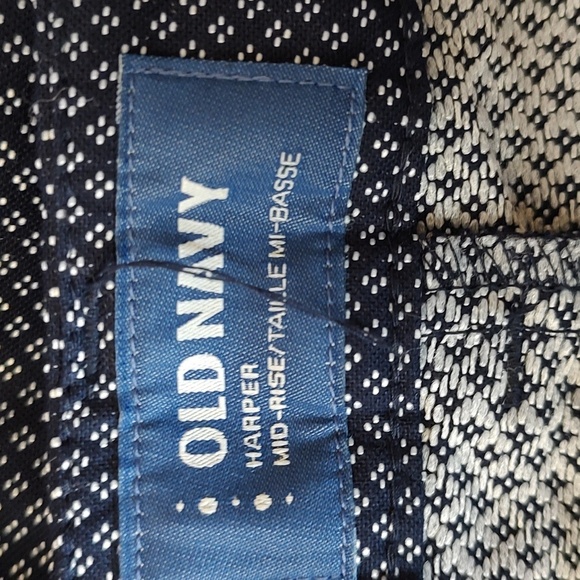 OLD NAVY
HARPER
MID-RISE/TAILLE MI-BASSE